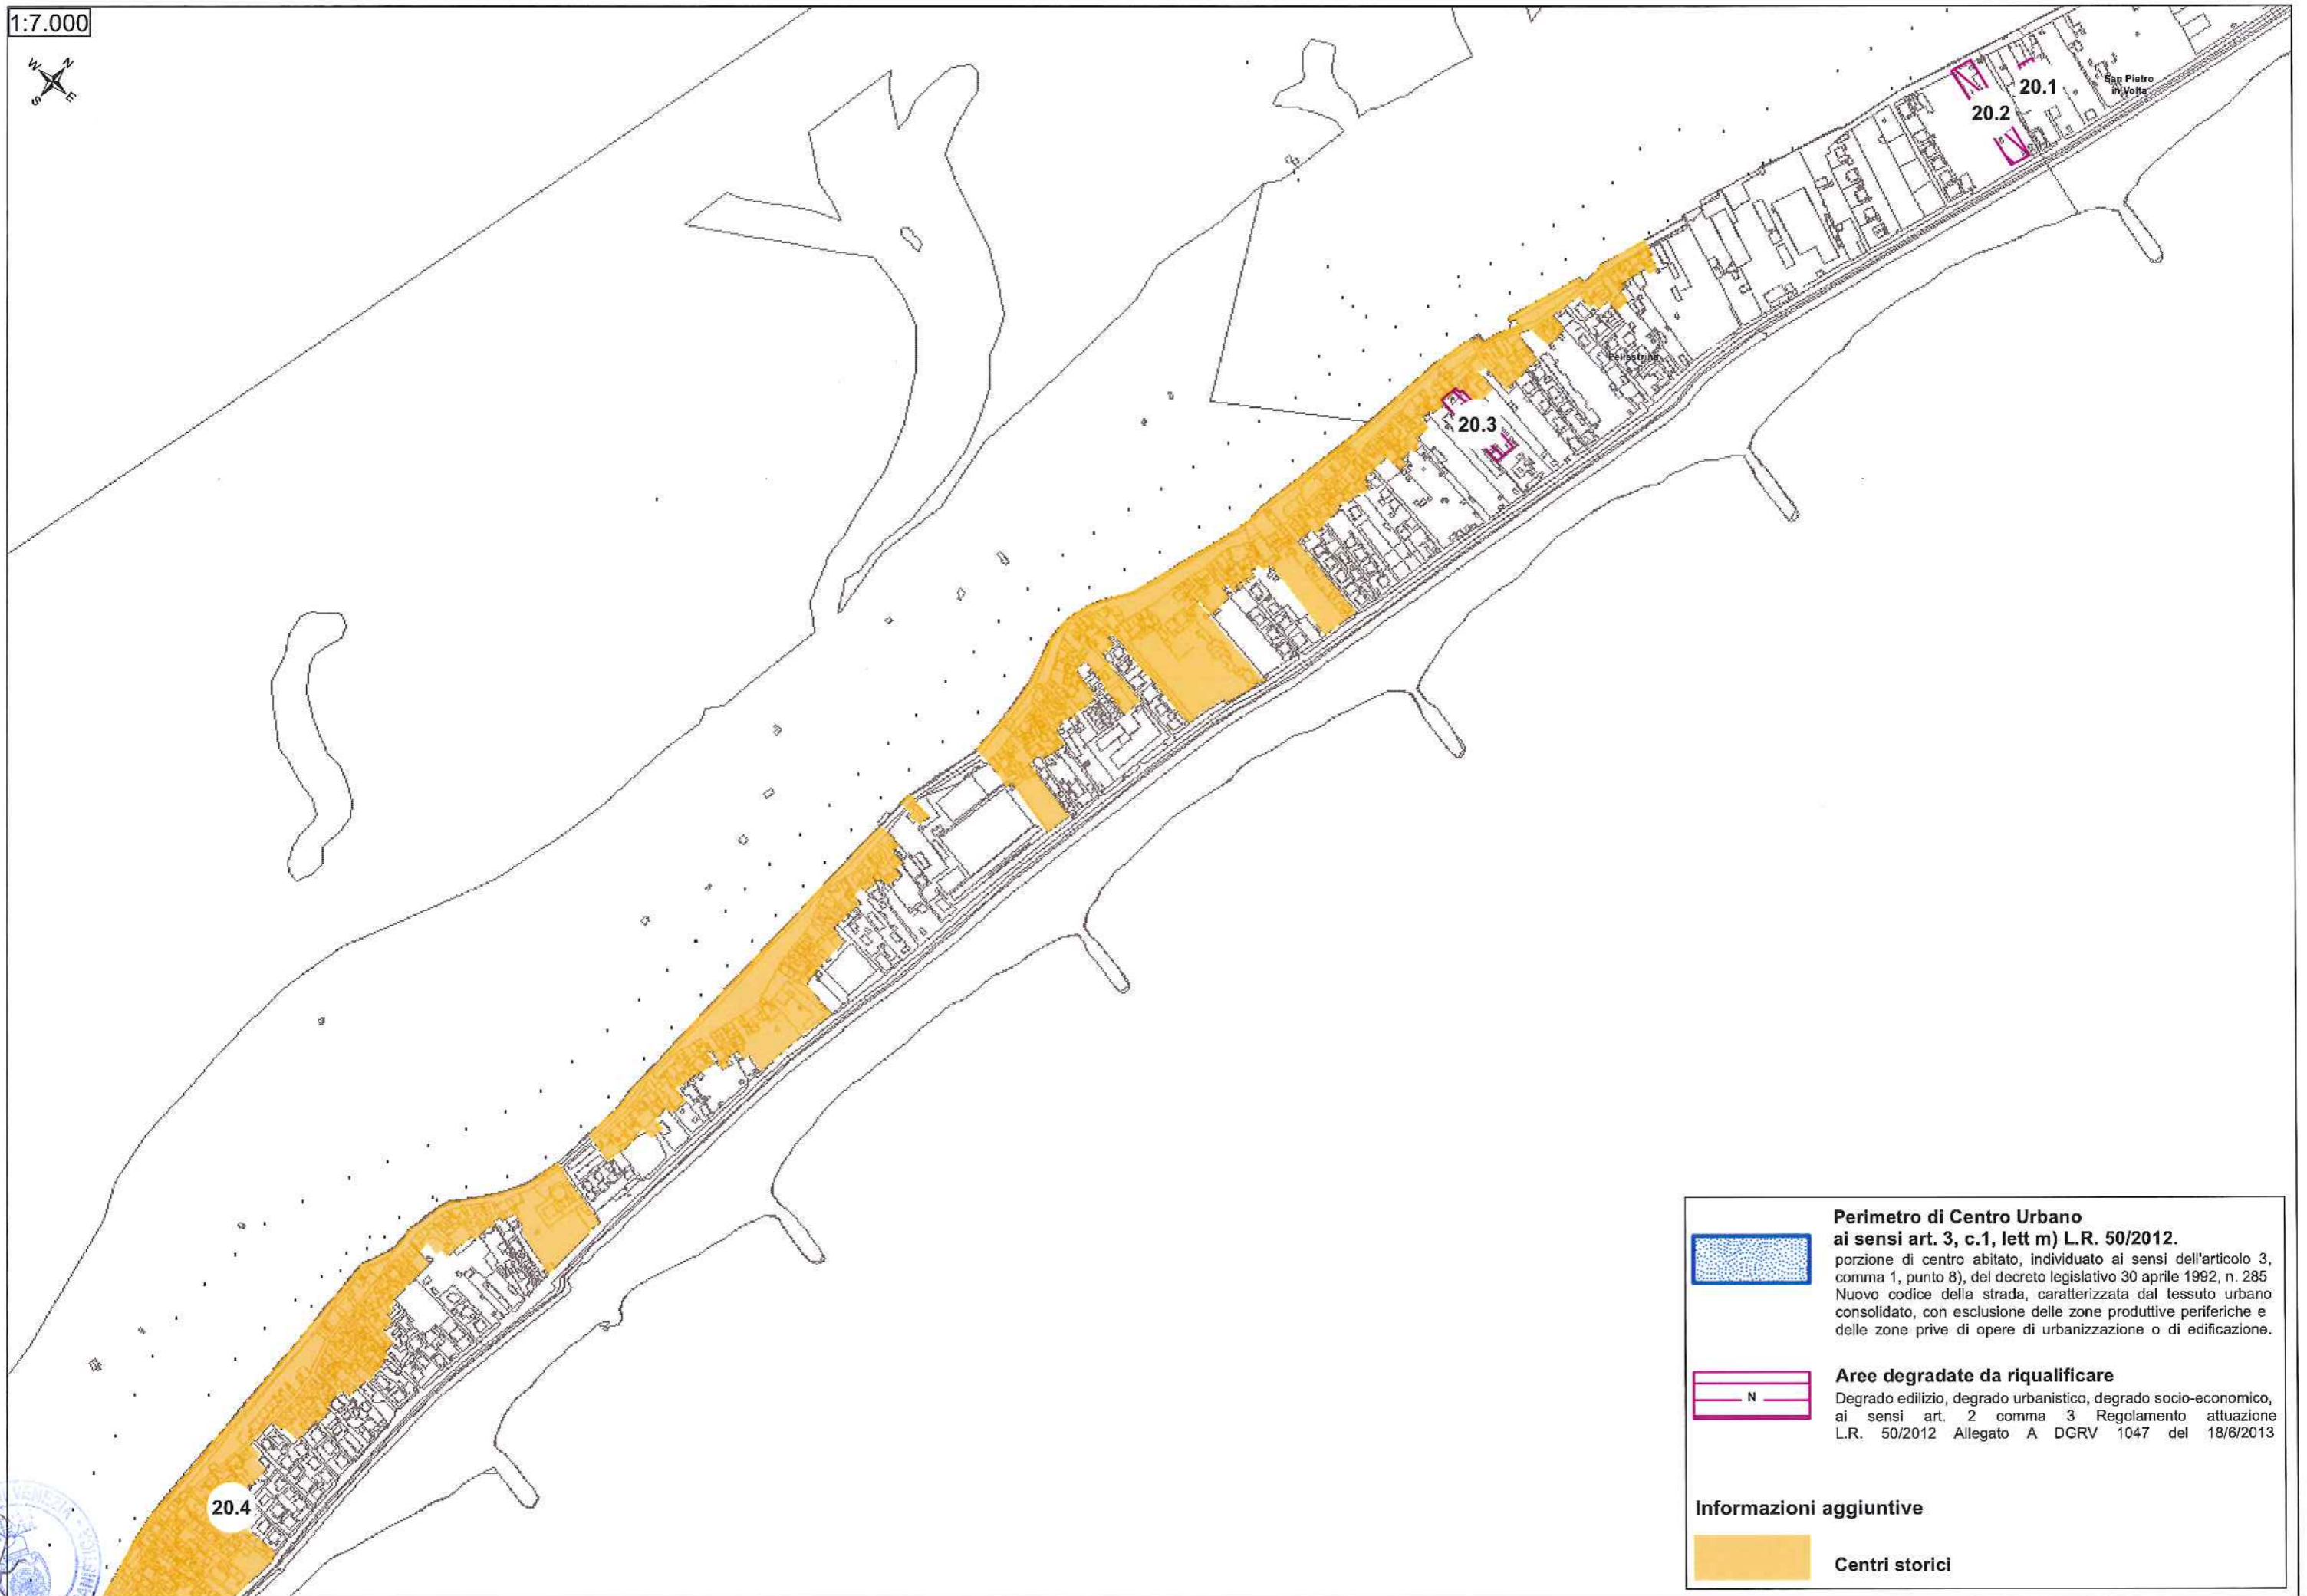 1:7.000
W
N
S
E
20.1
San Pietro
in Volta
20.2
Pellestrina
20.3
20.4
Perimetro di Centro Urbano
ai sensi art. 3, c.1, lett m) L.R. 50/2012.
porzione di centro abitato, individuato ai sensi dell'articolo 3,
comma 1, punto 8), del decreto legislativo 30 aprile 1992, n. 285
Nuovo codice della strada, caratterizzata dal tessuto urbano
consolidato, con esclusione delle zone produttive periferiche e
delle zone prive di opere di urbanizzazione o di edificazione.
N
Aree degradate da riqualificare
Degrado edilizio, degrado urbanistico, degrado socio-economico,
ai sensi art. 2 comma 3 Regolamento attuazione
L.R. 50/2012 Allegato A DGRV 1047 del 18/6/2013
Informazioni aggiuntive
Centri storici
VENEZIA